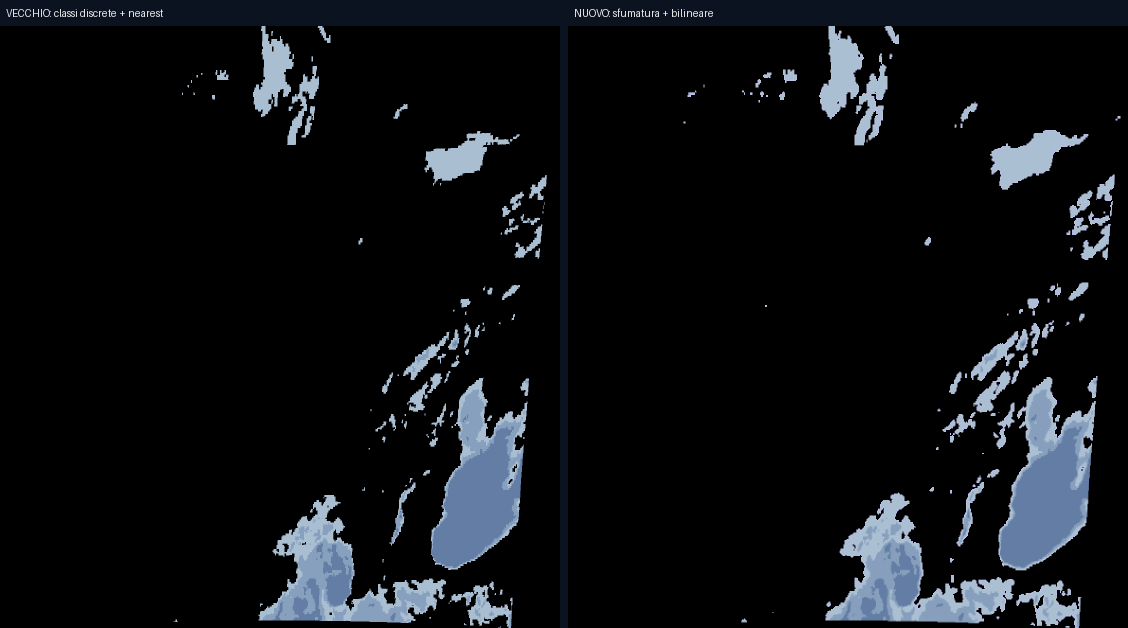 VECCHIO: classi discrete + nearest
NUOVO: sfumatura + bilineare